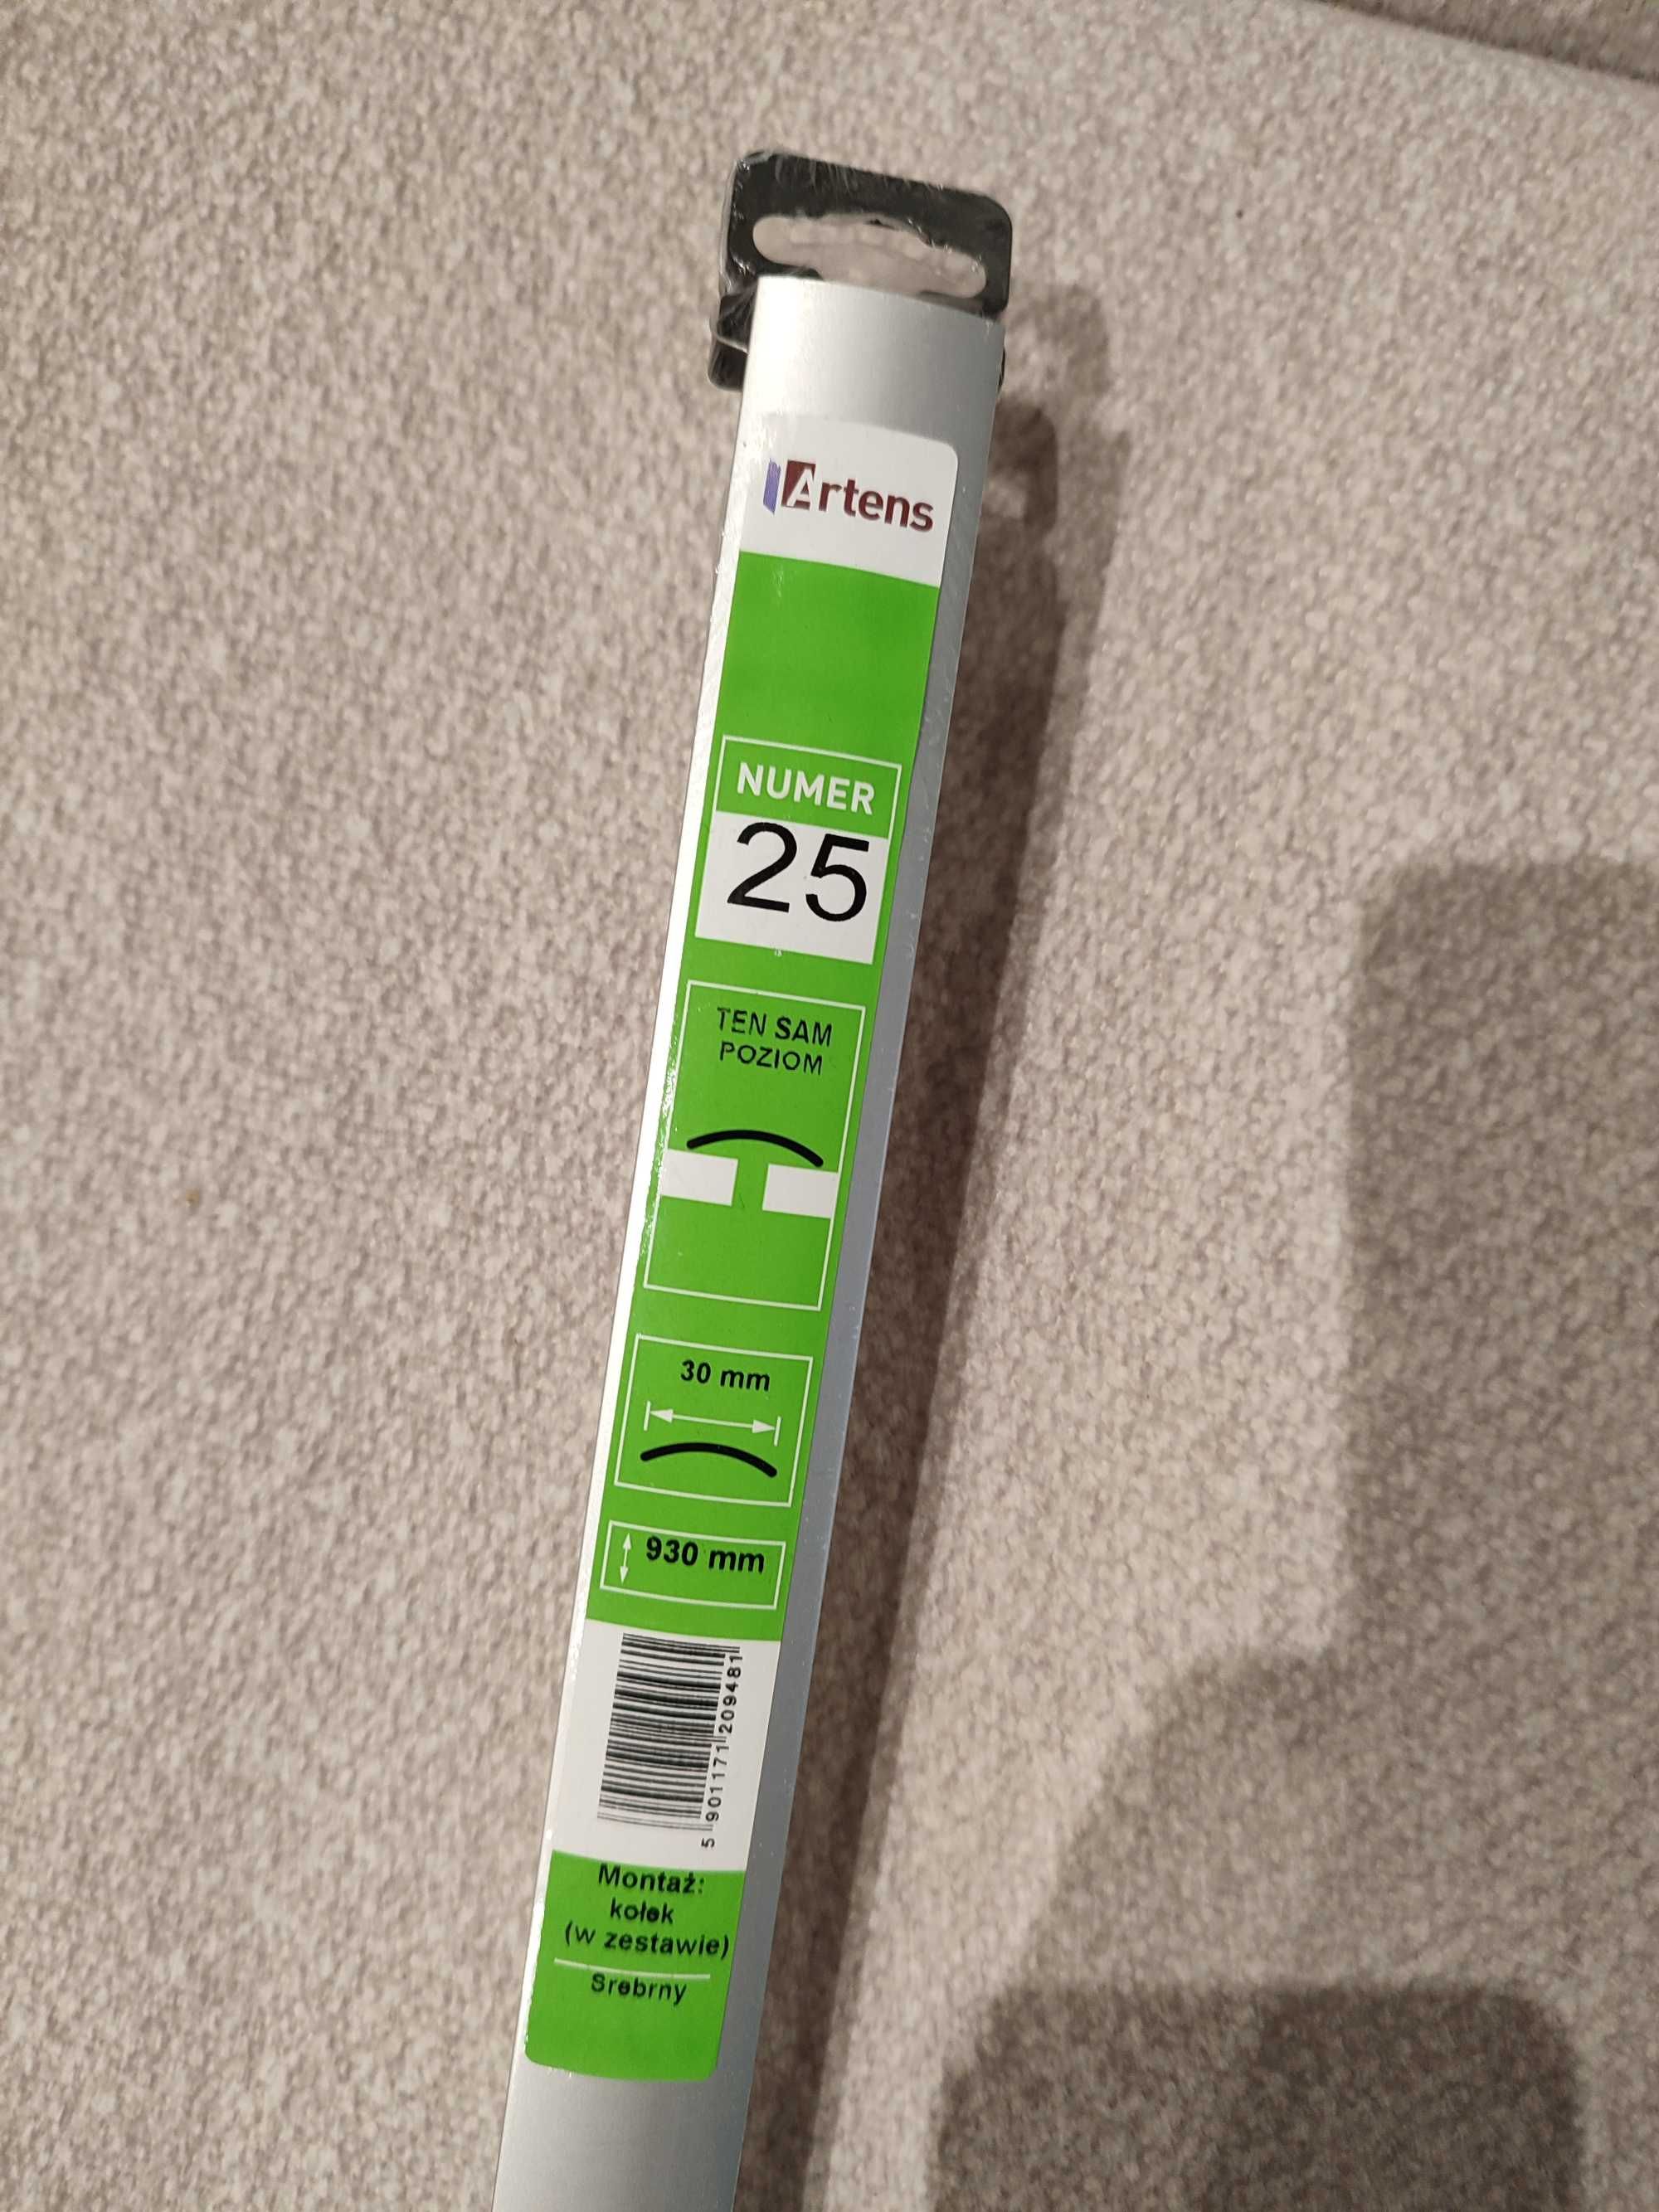 Artens
NUMER
25
TEN SAM
POZIOM
30 mm
930 mm
5 901171 209481
Montaż:
kołek
(w zestawie)
Srebrny